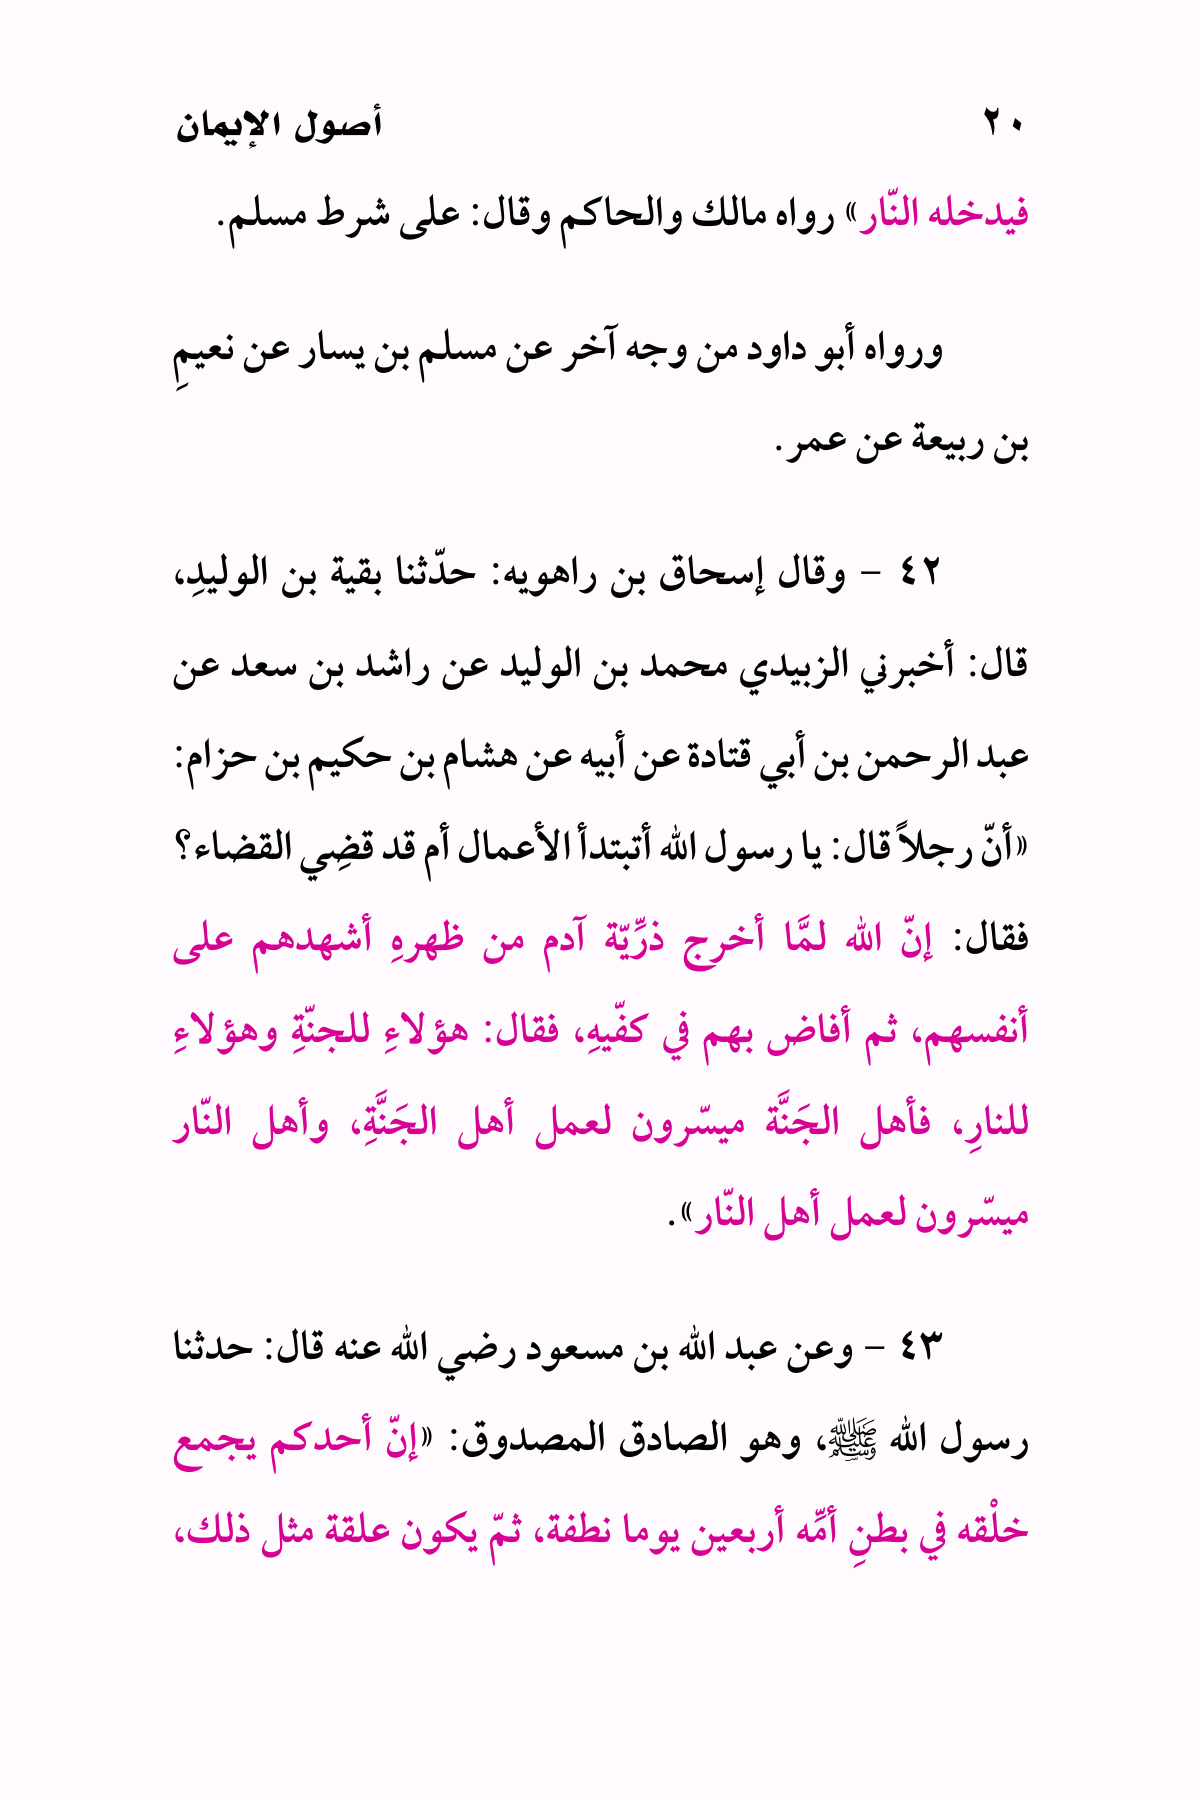 ٢٠ أصول الإيمان
فيدخله النّار» رواه مالك والحاكم وقال: على شرط مسلم.
ورواه أبو داود من وجه آخر عن مسلم بن يسار عن نعيمِ
بن ربيعة عن عمر.
٤٢ – وقال إسحاق بن راهويه: حدّثنا بقية بن الوليدِ،
قال: أخبرني الزبيدي محمد بن الوليد عن راشد بن سعد عن
عبد الرحمن بن أبي قتادة عن أبيه عن هشام بن حكيم بن حزام:
«أنّ رجلاً قال: يا رسول الله أتبتدأ الأعمال أم قد قضِي القضاء؟
فقال: إنّ الله لمَّا أخرج ذرِّيّة آدم من ظهرهِ أشهدهم على
أنفسهم، ثم أفاض بهم في كفّيهِ، فقال: هؤلاءِ للجنّةِ وهؤلاءِ
للنارِ، فأهل الجَنَّة ميسّرون لعمل أهل الجَنَّةِ، وأهل النّار
ميسّرون لعمل أهل النّار».
٤٣ – وعن عبد الله بن مسعود رضي الله عنه قال: حدثنا
رسول الله ﷺ، وهو الصادق المصدوق: «إنّ أحدكم يجمع
خلْقه في بطنِ أمِّه أربعين يوما نطفة، ثمّ يكون علقة مثل ذلك،